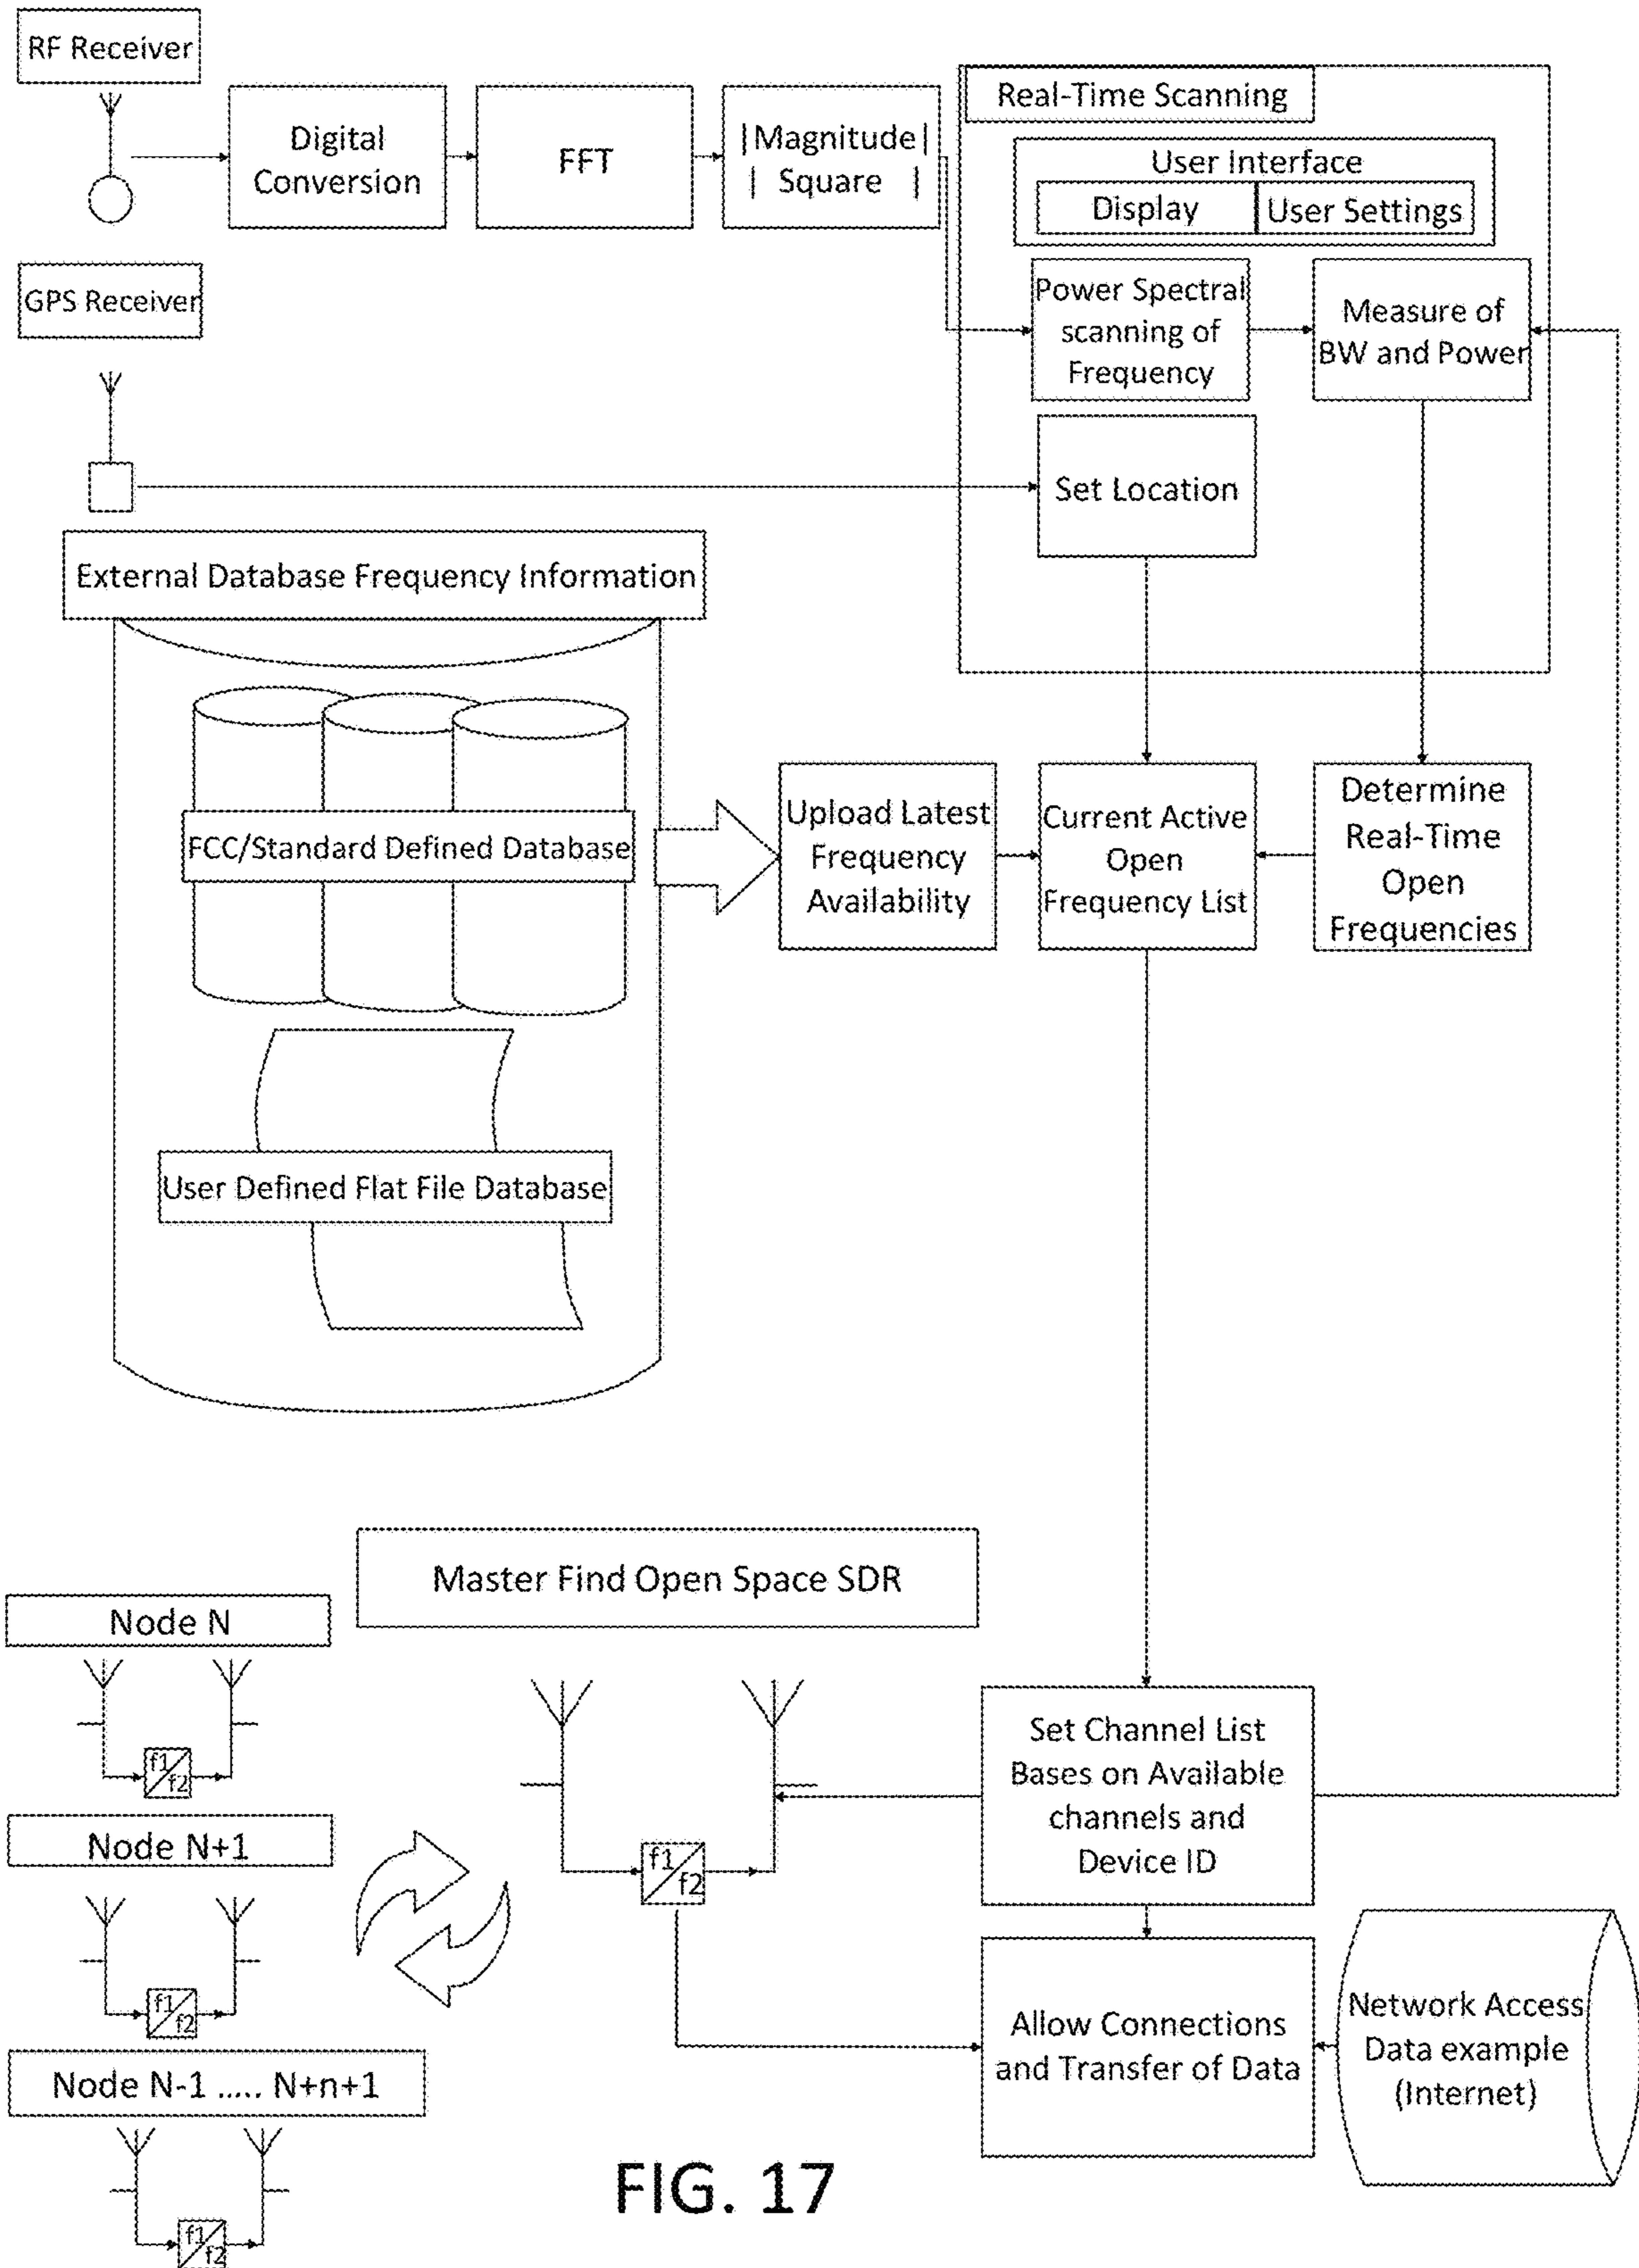 RF Receiver
Digital
Conversion
FFT
|Magnitude|
| Square |
Real-Time Scanning
User Interface
Display
User Settings
GPS Receiver
Power Spectral
scanning of
Frequency
Measure of
BW and Power
Set Location
External Database Frequency Information
FCC/Standard Defined Database
Upload Latest
Frequency
Availability
Current Active
Open
Frequency List
Determine
Real-Time
Open
Frequencies
User Defined Flat File Database
Master Find Open Space SDR
Node N
f1
f2
Node N+1
f1
f2
Node N-1 ..... N+n+1
f1
f2
f1
f2
Set Channel List
Bases on Available
channels and
Device ID
Allow Connections
and Transfer of Data
Network Access
Data example
(Internet)
FIG. 17